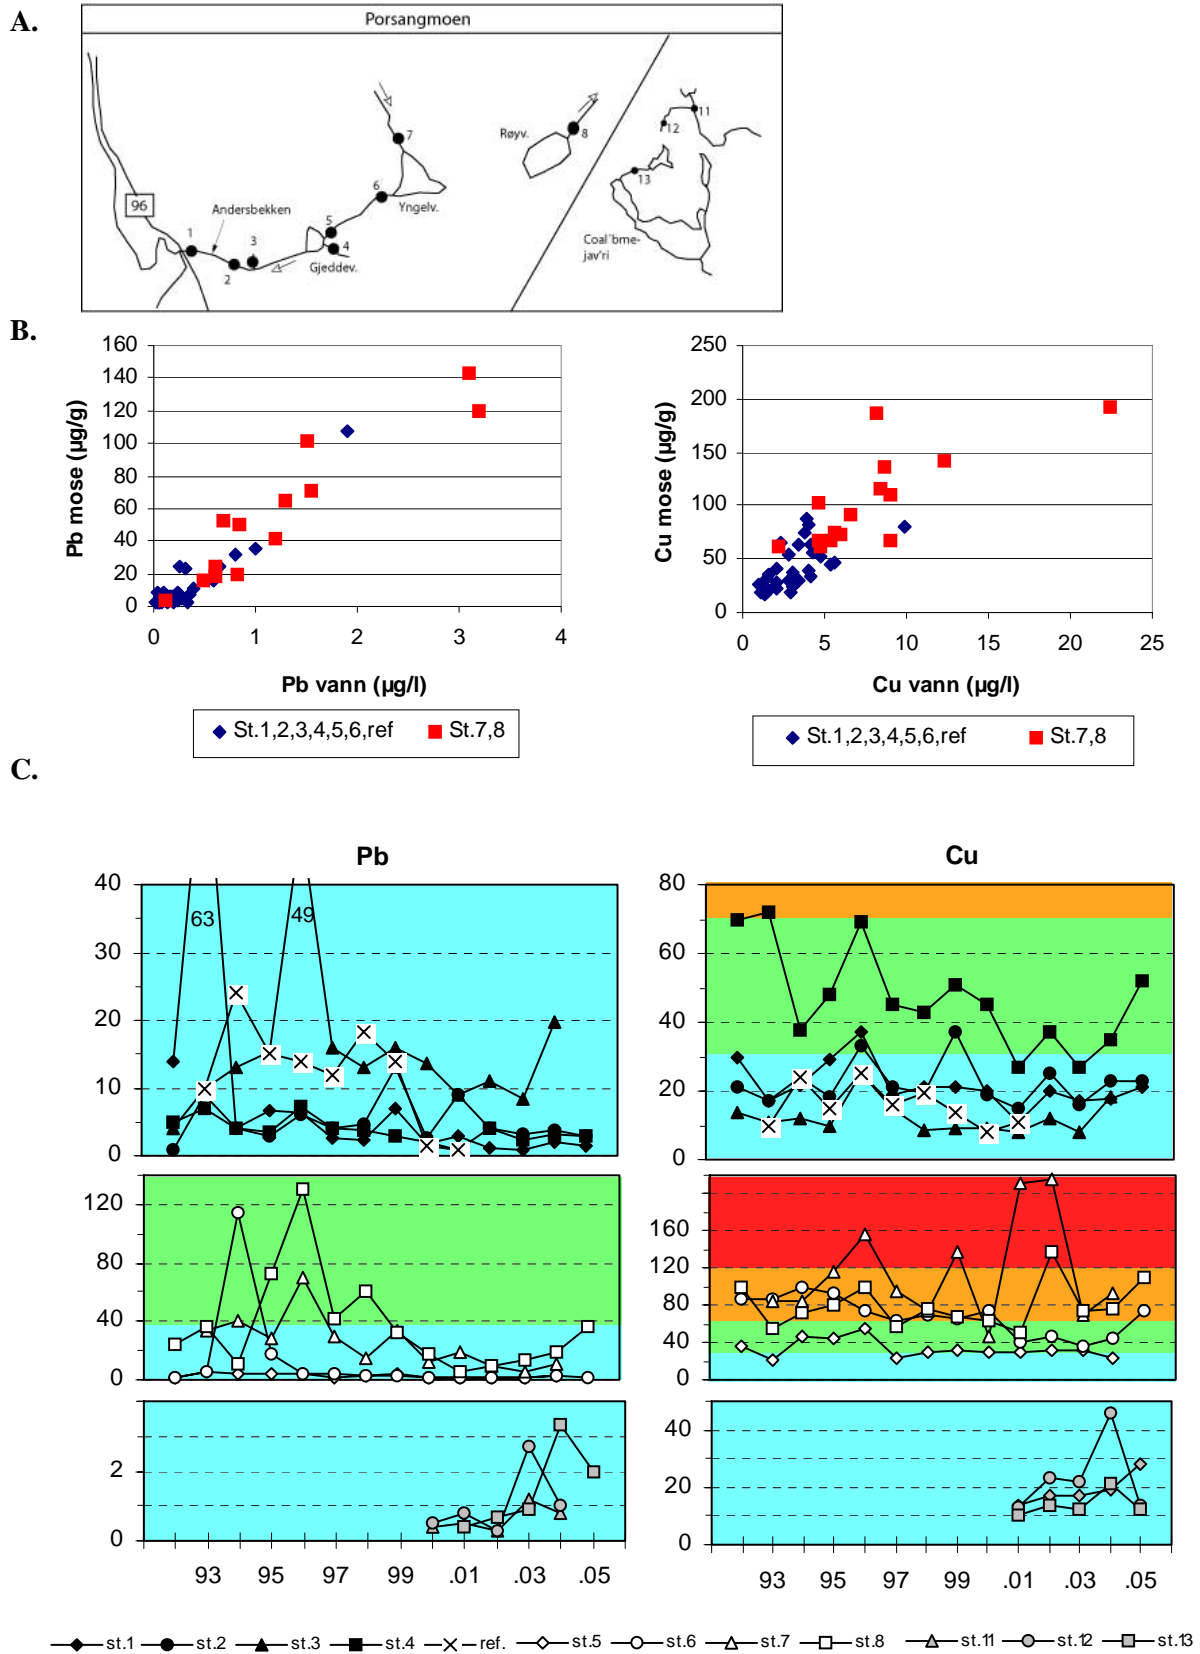 A.
Porsangmoen
11
7
Røyv.
8
12
13
6
96
Andersbekken
Yngelv.
5
1
3
4
Coal´bme-
jav'ri
2
Gjeddev.
B.
160
140
120
100
80
60
40
20
0
Pb mose (µg/g)
0 1 2 3 4
Pb vann (µg/l)
St.1,2,3,4,5,6,ref St.7,8
250
200
150
100
50
0
Cu mose (µg/g)
0 5 10 15 20 25
Cu vann (µg/l)
St.1,2,3,4,5,6,ref St.7,8
C.
Pb
40
30
20
10
0
63
49
120
80
40
0
2
0
93 95 97 99 .01 .03 .05
Cu
80
60
40
20
0
160
120
80
40
0
40
20
0
93 95 97 99 .01 .03 .05
st.1 st.2 st.3 st.4 ref. st.5 st.6 st.7 st.8 st.11 st.12 st.13